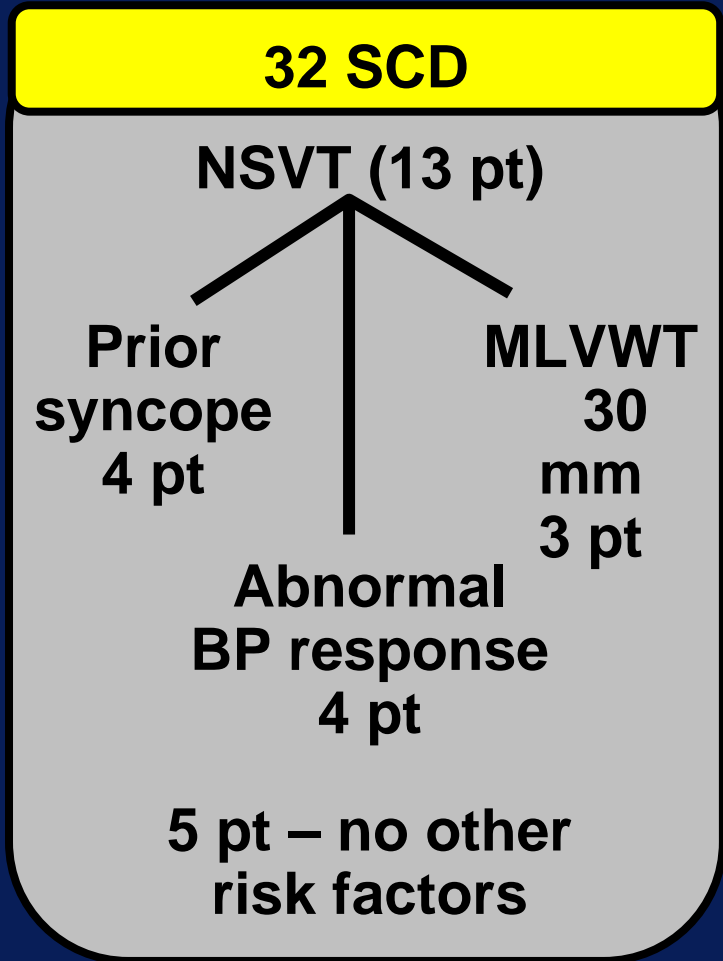 32 SCD
NSVT (13 pt)
Prior
syncope
4 pt
MLVWT
30
mm
3 pt
Abnormal
BP response
4 pt
5 pt – no other
risk factors